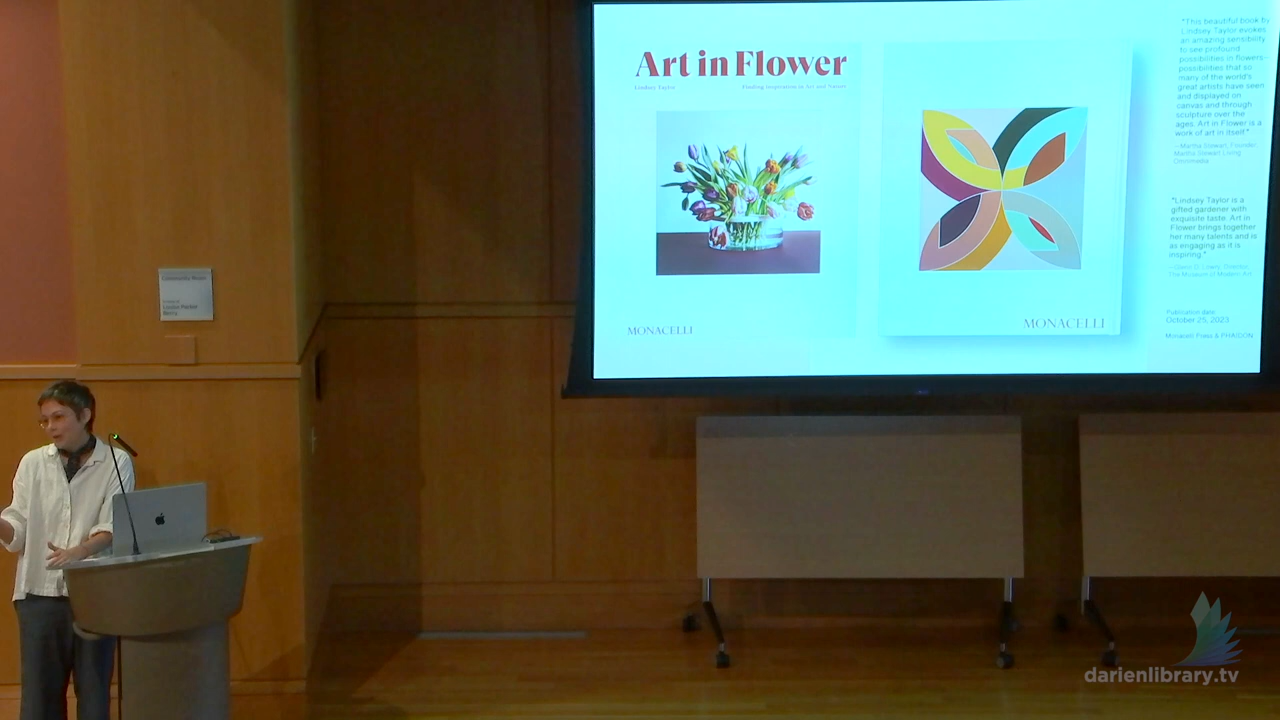 Art in Flower
Lindsey Taylor
Finding Inspiration in Art and Nature
MONACELLI
MONACELLI
"This beautiful book by
Lindsey Taylor evokes
an amazing sensibility
to see profound
possibilities in flowers–
possibilities that so
many of the world's
great artists have seen
and displayed on
canvas and through
sculpture over the
ages. Art in Flower is a
work of art in itself."
—Martha Stewart, Founder,
Martha Stewart Living
Omnimedia
"Lindsey Taylor is a
gifted gardener with
exquisite taste. Art in
Flower brings together
her many talents and is
as engaging as it is
inspiring."
—Glenn D. Lowry, Director,
The Museum of Modern Art
Publication date:
October 25, 2023
Monacelli Press & PHAIDON
Community Room
darienlibrary.tv